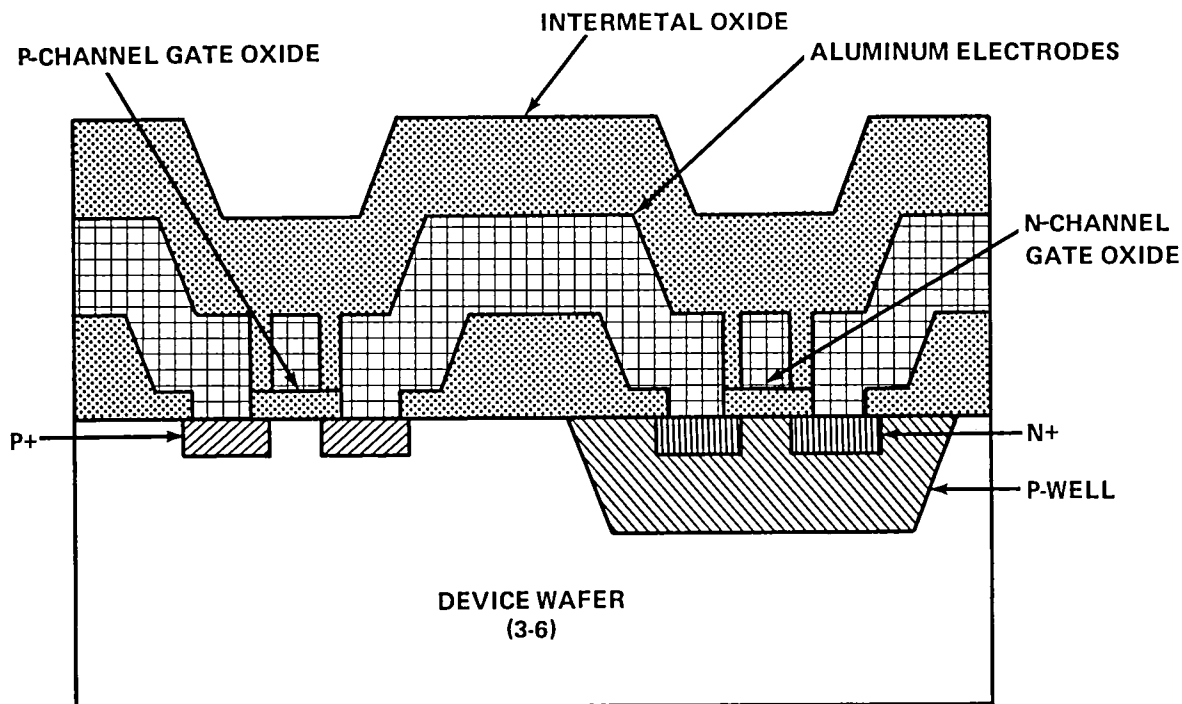 INTERMETAL OXIDE
P-CHANNEL GATE OXIDE
ALUMINUM ELECTRODES
N-CHANNEL
GATE OXIDE
P+
N+
P-WELL
DEVICE WAFER
(3-6)